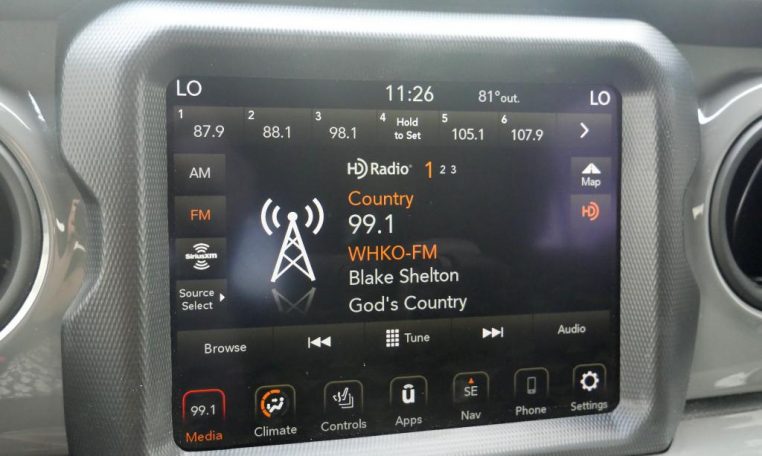 LO 11:26 81°out. LO
1 87.9 2 88.1 3 98.1 4 Hold to Set 5 105.1 6 107.9
AM
HD Radio 1 2 3
Map
Country
FM
HD
99.1
WHKO-FM
SiriusXM
Blake Shelton
Source Select
God's Country
Browse Tune Audio
99.1 û SE
Media Climate Controls Apps Nav Phone Settings